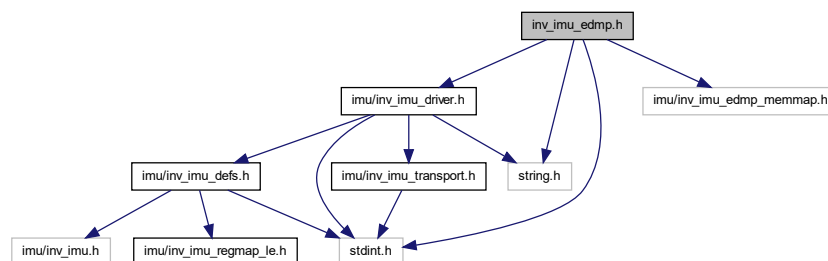 inv_imu_edmp.h
imu/inv_imu_driver.h
imu/inv_imu_edmp_memmap.h
imu/inv_imu_defs.h
imu/inv_imu_transport.h
string.h
imu/inv_imu.h
imu/inv_imu_regmap_le.h
stdint.h